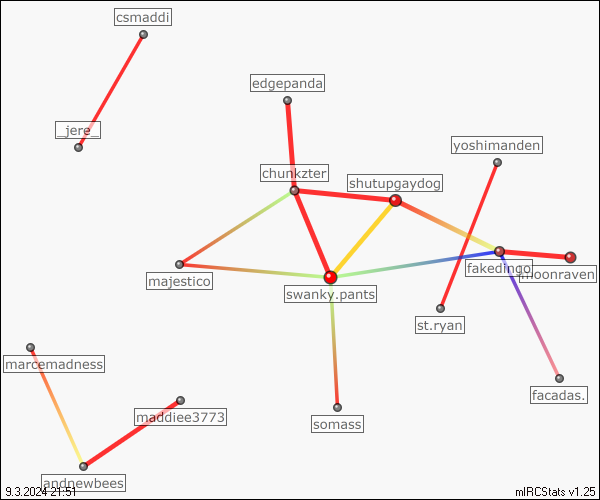 csmaddi
edgepanda
_jere_
yoshimanden
chunkzter
shutupgaydog
fakedingo
moonraven
majestico
swanky.pants
st.ryan
marcemadness
facadas.
maddiee3773
somass
andnewbees
9.3.2024 21:51
mIRCStats v1.25